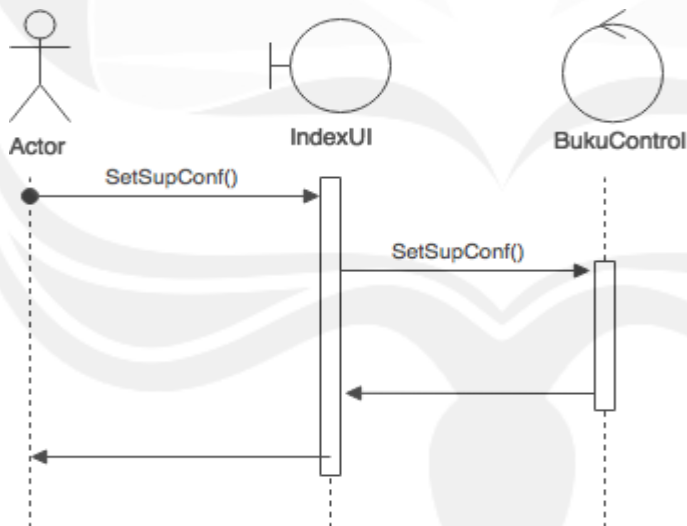 Actor
IndexUI
BukuControl
SetSupConf()
SetSupConf()